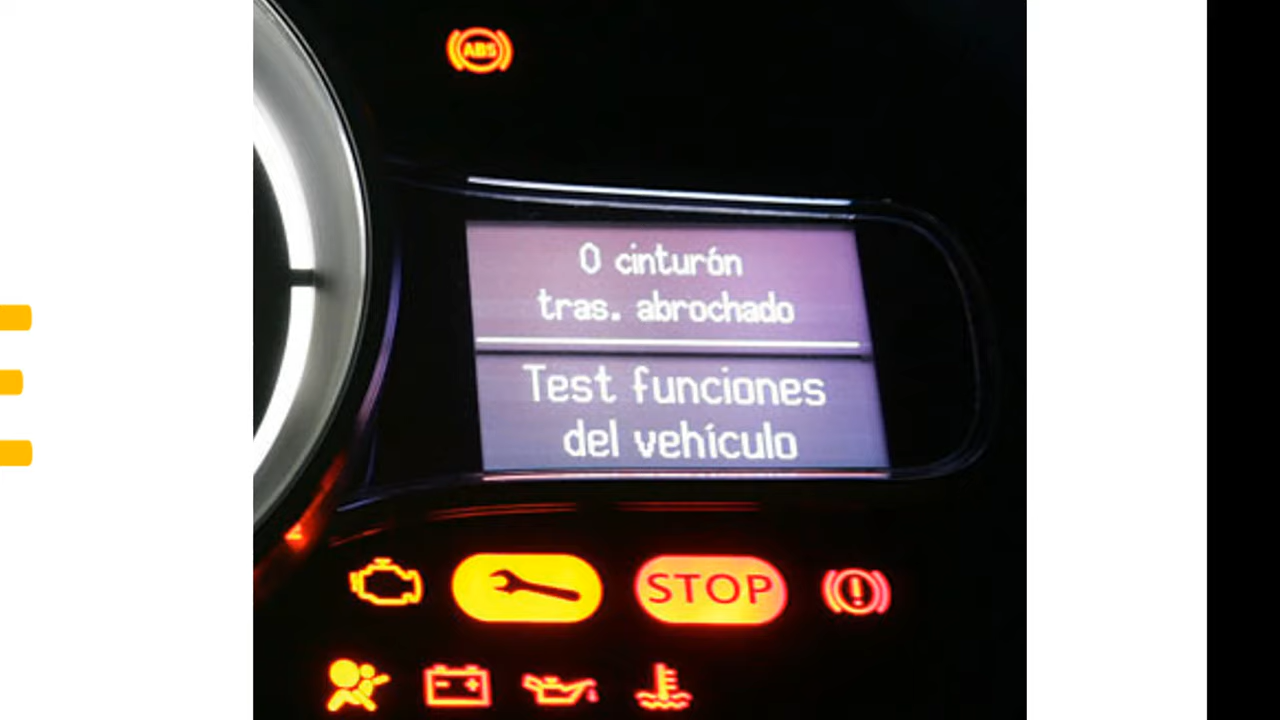 ABS
0 cinturón
tras. abrochado
Test funciones
del vehículo
STOP